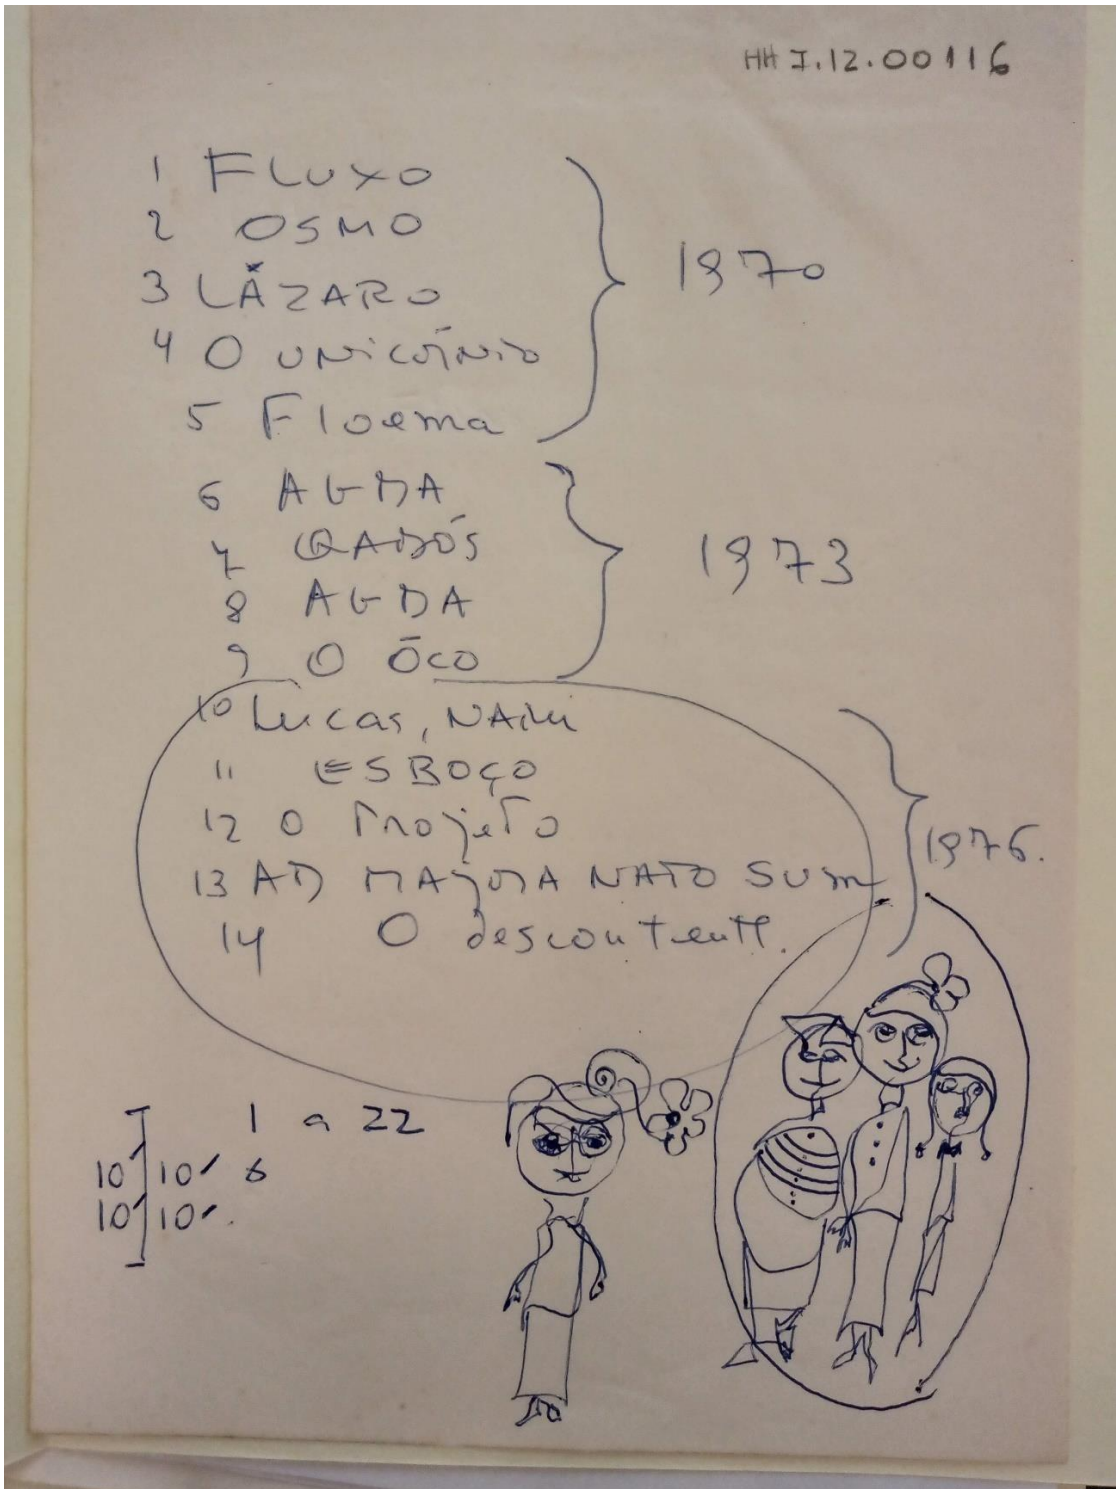 HH I.12.00116
1 FLUXO
2 OSMO
3 LÁZARO
4 O UNICÓRNIO
5 Floema
1970
6 AGDA
7 QADÓS
8 AGDA
9 O ÔCO
1973
10 Lucas, NAIM
11 ESBOÇO
12 O Projeto
13 AD MAJORA NATO SUM
14 O descontente.
1976.
1 a 22
10 10 6
10 10